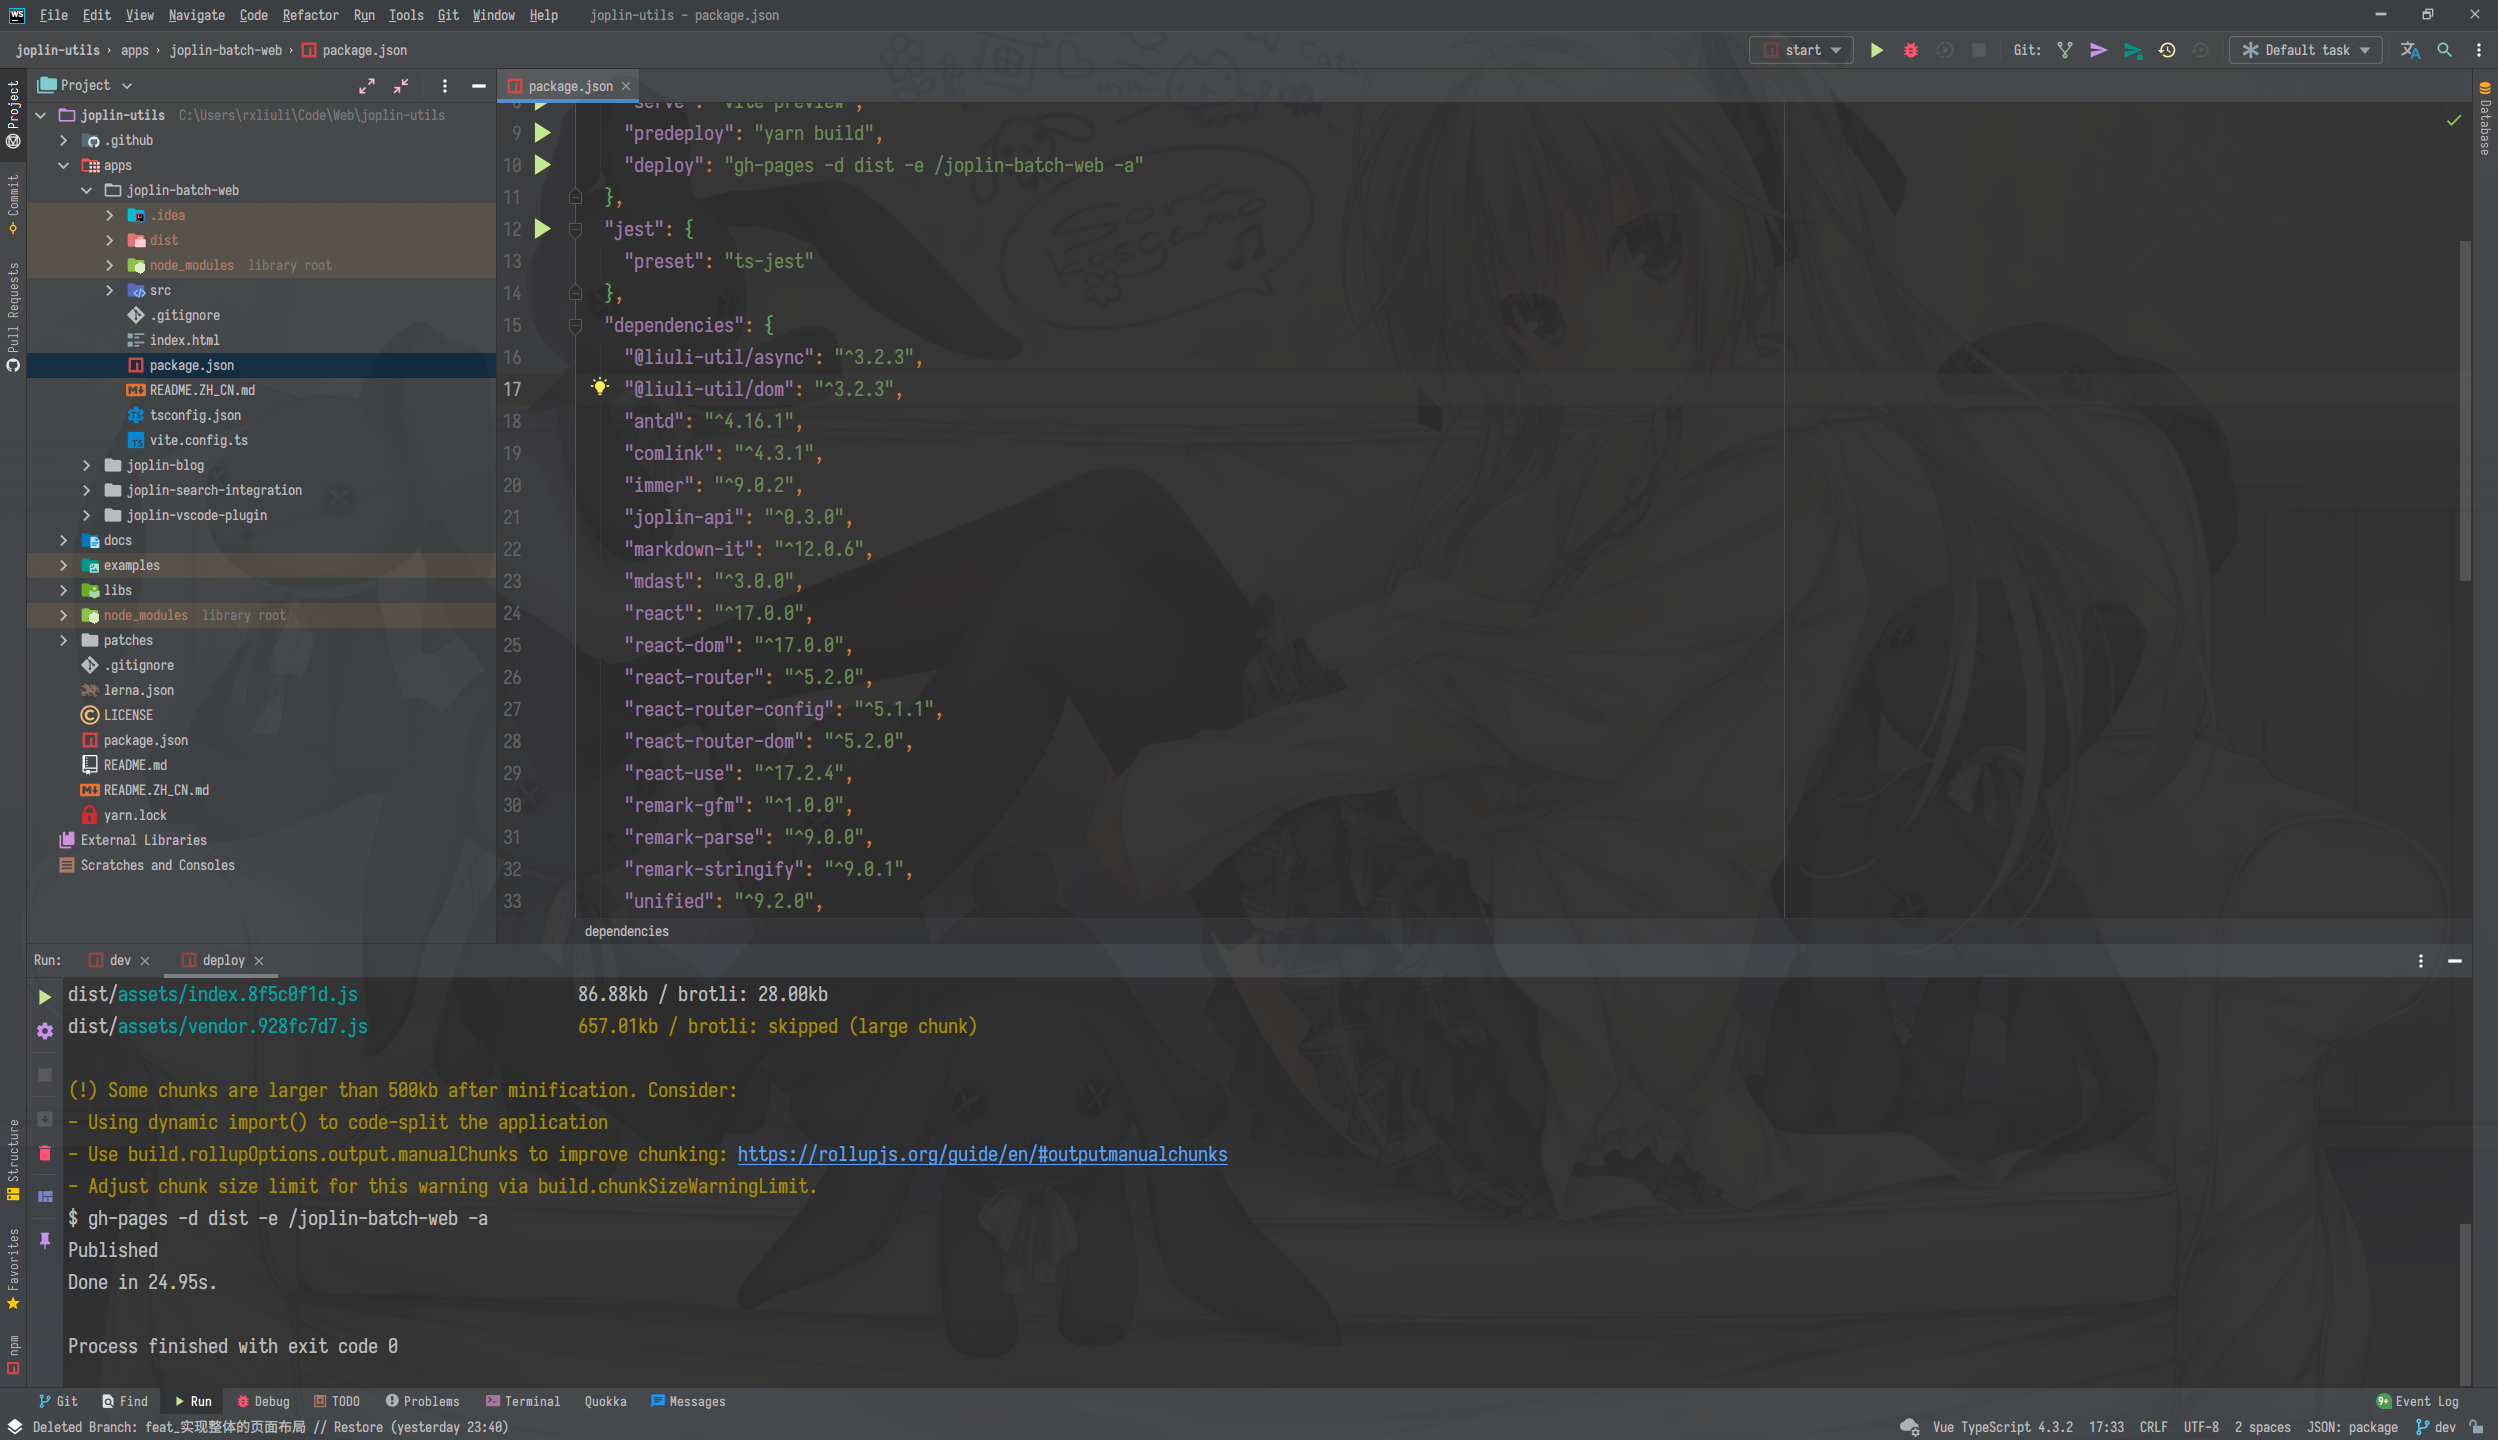 WS File Edit View Navigate Code Refactor Run Tools Git Window Help joplin-utils - package.json
joplin-utils › apps › joplin-batch-web › package.json
start Git: Default task
Project
Commit
Pull Requests
Project
joplin-utils C:\Users\rxliuli\Code\Web\joplin-utils
.github
apps
joplin-batch-web
.idea
dist
node_modules library root
src
.gitignore
index.html
package.json
README.ZH_CN.md
tsconfig.json
vite.config.ts
joplin-blog
joplin-search-integration
joplin-vscode-plugin
docs
examples
libs
node_modules library root
patches
.gitignore
lerna.json
LICENSE
package.json
README.md
README.ZH_CN.md
yarn.lock
External Libraries
Scratches and Consoles
package.json
8 "serve": "vite preview",
9 "predeploy": "yarn build",
10 "deploy": "gh-pages -d dist -e /joplin-batch-web -a"
11 },
12 "jest": {
13 "preset": "ts-jest"
14 },
15 "dependencies": {
16 "@liuli-util/async": "^3.2.3",
17 "@liuli-util/dom": "^3.2.3",
18 "antd": "^4.16.1",
19 "comlink": "^4.3.1",
20 "immer": "^9.0.2",
21 "joplin-api": "^0.3.0",
22 "markdown-it": "^12.0.6",
23 "mdast": "^3.0.0",
24 "react": "^17.0.0",
25 "react-dom": "^17.0.0",
26 "react-router": "^5.2.0",
27 "react-router-config": "^5.1.1",
28 "react-router-dom": "^5.2.0",
29 "react-use": "^17.2.4",
30 "remark-gfm": "^1.0.0",
31 "remark-parse": "^9.0.0",
32 "remark-stringify": "^9.0.1",
33 "unified": "^9.2.0",
dependencies
Database
Run: dev deploy
dist/assets/index.8f5c0f1d.js 86.88kb / brotli: 28.00kb
dist/assets/vendor.928fc7d7.js 657.01kb / brotli: skipped (large chunk)
(!) Some chunks are larger than 500kb after minification. Consider:
- Using dynamic import() to code-split the application
- Use build.rollupOptions.output.manualChunks to improve chunking: https://rollupjs.org/guide/en/#outputmanualchunks
- Adjust chunk size limit for this warning via build.chunkSizeWarningLimit.
$ gh-pages -d dist -e /joplin-batch-web -a
Published
Done in 24.95s.
Process finished with exit code 0
Structure
Favorites
npm
Git Find Run Debug TODO Problems Terminal Quokka Messages 9+ Event Log
Deleted Branch: feat_实现整体的页面布局 // Restore (yesterday 23:40) Vue TypeScript 4.3.2 17:33 CRLF UTF-8 2 spaces JSON: package dev